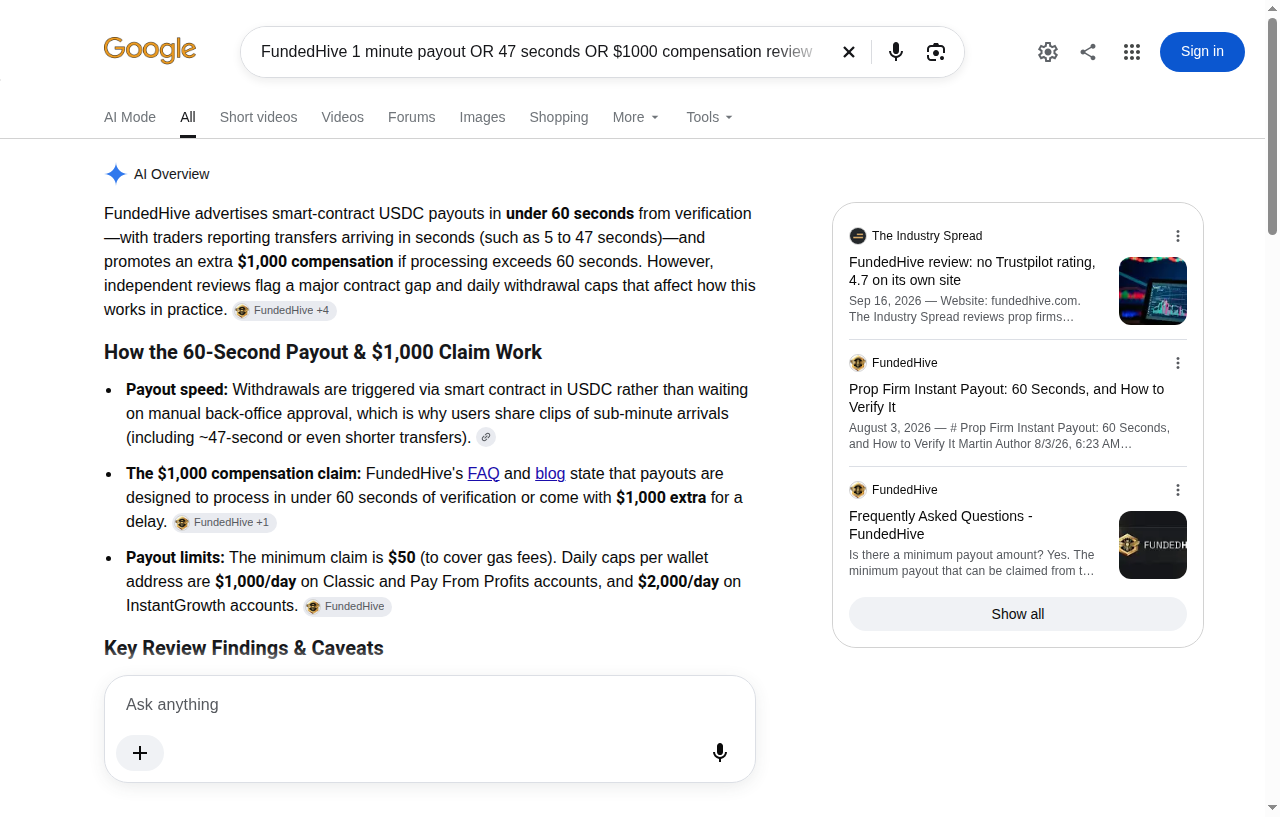 Google
FundedHive 1 minute payout OR 47 seconds OR $1000 compensation review
Sign in
AI Mode
All
Short videos
Videos
Forums
Images
Shopping
More
Tools
AI Overview
FundedHive advertises smart-contract USDC payouts in under 60 seconds from verification
—with traders reporting transfers arriving in seconds (such as 5 to 47 seconds)—and
promotes an extra $1,000 compensation if processing exceeds 60 seconds. However,
independent reviews flag a major contract gap and daily withdrawal caps that affect how this
works in practice. FundedHive +4
How the 60-Second Payout & $1,000 Claim Work
• Payout speed: Withdrawals are triggered via smart contract in USDC rather than waiting
on manual back-office approval, which is why users share clips of sub-minute arrivals
(including ~47-second or even shorter transfers).
• The $1,000 compensation claim: FundedHive's FAQ and blog state that payouts are
designed to process in under 60 seconds of verification or come with $1,000 extra for a
delay. FundedHive +1
• Payout limits: The minimum claim is $50 (to cover gas fees). Daily caps per wallet
address are $1,000/day on Classic and Pay From Profits accounts, and $2,000/day on
InstantGrowth accounts. FundedHive
Key Review Findings & Caveats
Ask anything
The Industry Spread
FundedHive review: no Trustpilot rating,
4.7 on its own site
Sep 16, 2026 — Website: fundedhive.com.
The Industry Spread reviews prop firms…
FundedHive
Prop Firm Instant Payout: 60 Seconds, and How to
Verify It
August 3, 2026 — # Prop Firm Instant Payout: 60 Seconds,
and How to Verify It Martin Author 8/3/26, 6:23 AM…
FundedHive
Frequently Asked Questions -
FundedHive
Is there a minimum payout amount? Yes. The
minimum payout that can be claimed from t…
FUNDEDH
Show all